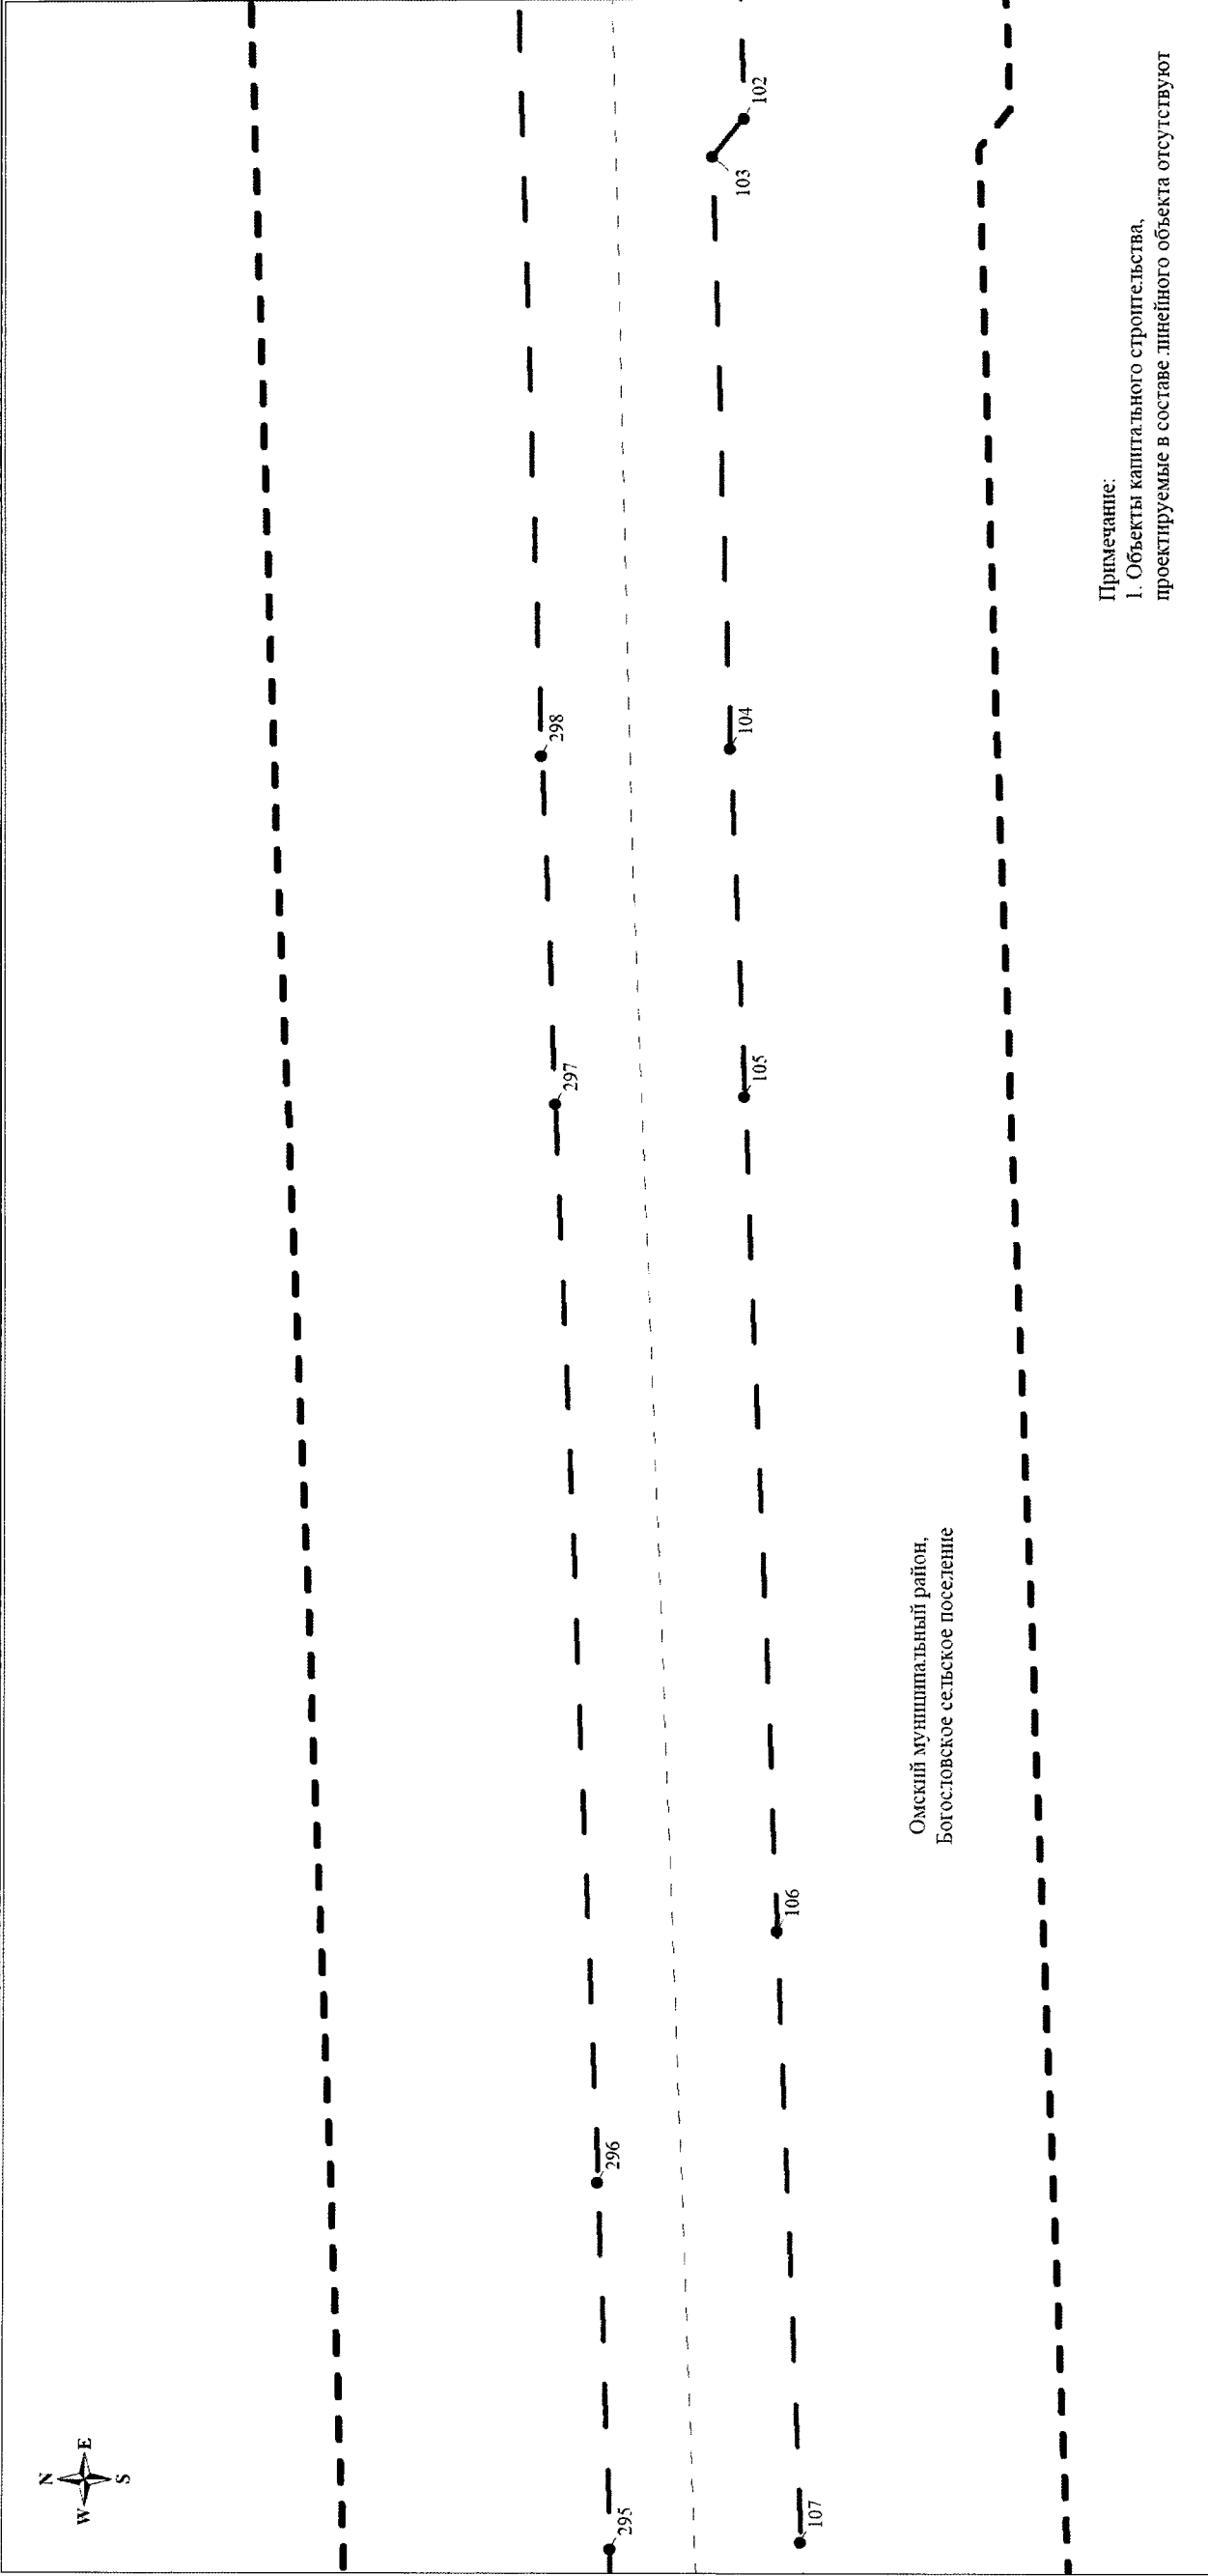 N
W E
S
298
297
296
295
102
103
104
105
106
107
Омский муниципальный район,
Богословское сельское поселение
Примечание:
1. Объекты капитального строительства,
проектируемые в составе линейного объекта отсутствуют